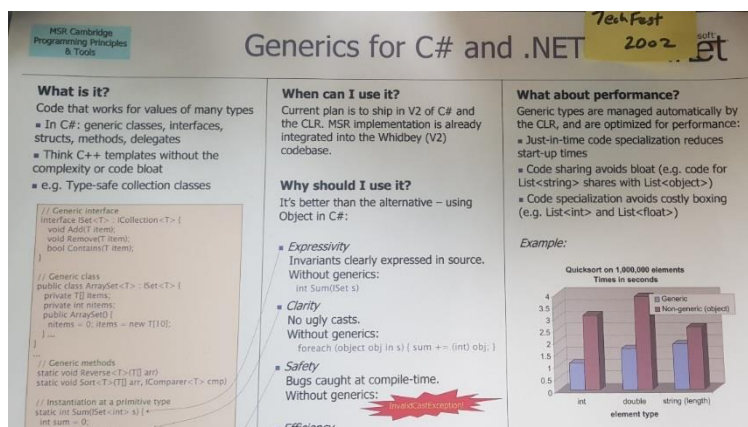 MSR Cambridge
Programming Principles
& Tools
Generics for C# and .NET
TechFest
2002
soft
et
What is it?
Code that works for values of many types
▪ In C#: generic classes, interfaces,
structs, methods, delegates
▪ Think C++ templates without the
complexity or code bloat
▪ e.g. Type-safe collection classes
// Generic interface
interface ISet<T> : ICollection<T> {
void Add(T item);
void Remove(T item);
bool Contains(T item);
}
// Generic class
public class ArraySet<T> : ISet<T> {
private T[] items;
private int nitems;
public ArraySet() {
nitems = 0; items = new T[10];
} ...
}
...
// Generic methods
static void Reverse<T>(T[] arr)
static void Sort<T>(T[] arr, IComparer<T> cmp)
// Instantiation at a primitive type
static int Sum(ISet<int> s) {
int sum = 0;
When can I use it?
Current plan is to ship in V2 of C# and
the CLR. MSR implementation is already
integrated into the Whidbey (V2)
codebase.
Why should I use it?
It's better than the alternative – using
Object in C#:
▪ Expressivity
Invariants clearly expressed in source.
Without generics:
int Sum(ISet s)
▪ Clarity
No ugly casts.
Without generics:
foreach (object obj in s) { sum += (int) obj; }
▪ Safety
Bugs caught at compile-time.
Without generics:
InvalidCastException!
Efficiency
What about performance?
Generic types are managed automatically by
the CLR, and are optimized for performance:
▪ Just-in-time code specialization reduces
start-up times
▪ Code sharing avoids bloat (e.g. code for
List<string> shares with List<object>)
▪ Code specialization avoids costly boxing
(e.g. List<int> and List<float>)
Example:
Quicksort on 1,000,000 elements
Times in seconds
4
3.5
3
2.5
2
1.5
1
0.5
0
Generic
Non-generic (object)
int double string (length)
element type